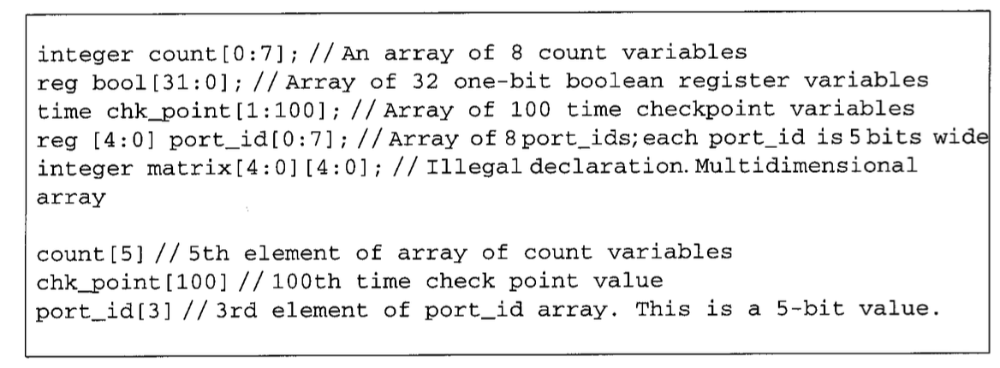 integer count[0:7]; // An array of 8 count variables
reg bool[31:0]; // Array of 32 one-bit boolean register variables
time chk_point[1:100]; // Array of 100 time checkpoint variables
reg [4:0] port_id[0:7]; // Array of 8 port_ids; each port_id is 5 bits wide
integer matrix[4:0][4:0]; // Illegal declaration. Multidimensional
array
count[5] // 5th element of array of count variables
chk_point[100] // 100th time check point value
port_id[3] // 3rd element of port_id array. This is a 5-bit value.